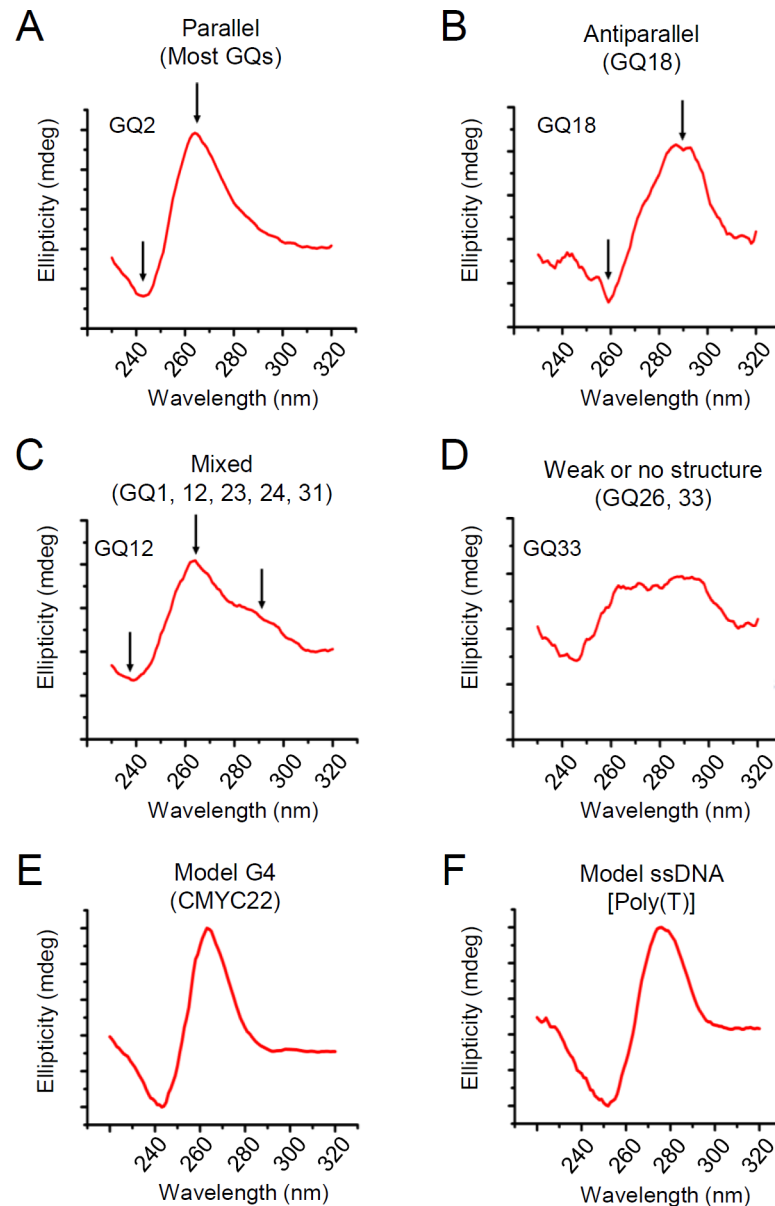 A
Parallel
(Most GQs)
GQ2
Ellipticity (mdeg)
240 260 280 300 320
Wavelength (nm)
B
Antiparallel
(GQ18)
GQ18
Ellipticity (mdeg)
240 260 280 300 320
Wavelength (nm)
C
Mixed
(GQ1, 12, 23, 24, 31)
GQ12
Ellipticity (mdeg)
240 260 280 300 320
Wavelength (nm)
D
Weak or no structure
(GQ26, 33)
GQ33
Ellipticity (mdeg)
240 260 280 300 320
Wavelength (nm)
E
Model G4
(CMYC22)
Ellipticity (mdeg)
240 260 280 300 320
Wavelength (nm)
F
Model ssDNA
[Poly(T)]
Ellipticity (mdeg)
240 260 280 300 320
Wavelength (nm)